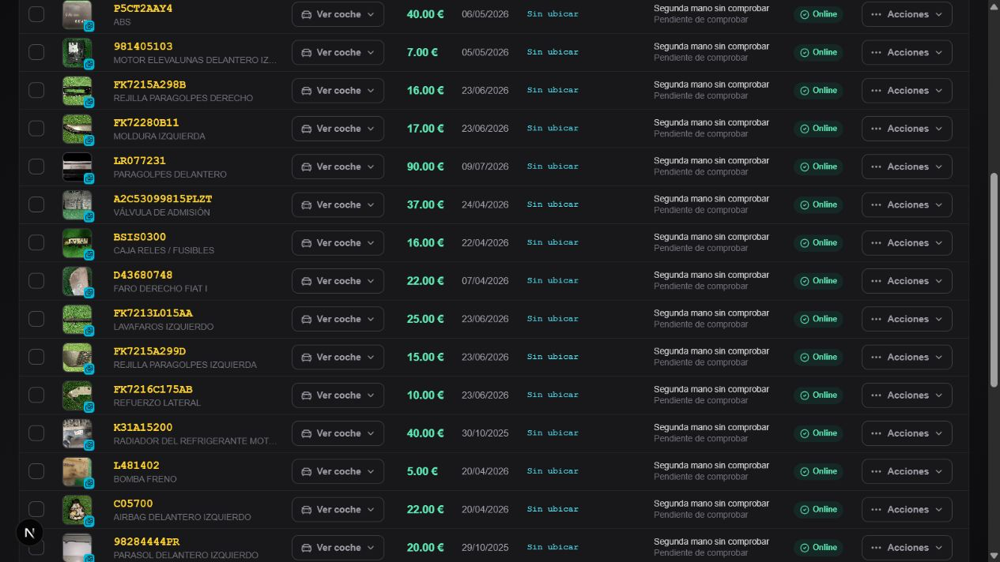 P5CT2AAY4
ABS
Ver coche
40.00 €
06/05/2026
Sin ubicar
Segunda mano sin comprobar
Pendiente de comprobar
Online
Acciones
981405103
MOTOR ELEVALUNAS DELANTERO IZ…
Ver coche
7.00 €
05/05/2026
Sin ubicar
Segunda mano sin comprobar
Pendiente de comprobar
Online
Acciones
FK7215A298B
REJILLA PARAGOLPES DERECHO
Ver coche
16.00 €
23/06/2026
Sin ubicar
Segunda mano sin comprobar
Pendiente de comprobar
Online
Acciones
FK72280B11
MOLDURA IZQUIERDA
Ver coche
17.00 €
23/06/2026
Sin ubicar
Segunda mano sin comprobar
Pendiente de comprobar
Online
Acciones
LR077231
PARAGOLPES DELANTERO
Ver coche
90.00 €
09/07/2026
Sin ubicar
Segunda mano sin comprobar
Pendiente de comprobar
Online
Acciones
A2C53099815PLZT
VÁLVULA DE ADMISIÓN
Ver coche
37.00 €
24/04/2026
Sin ubicar
Segunda mano sin comprobar
Pendiente de comprobar
Online
Acciones
BSIS0300
CAJA RELES / FUSIBLES
Ver coche
16.00 €
22/04/2026
Sin ubicar
Segunda mano sin comprobar
Pendiente de comprobar
Online
Acciones
D43680748
FARO DERECHO FIAT I
Ver coche
22.00 €
07/04/2026
Sin ubicar
Segunda mano sin comprobar
Pendiente de comprobar
Online
Acciones
FK7213L015AA
LAVAFAROS IZQUIERDO
Ver coche
25.00 €
23/06/2026
Sin ubicar
Segunda mano sin comprobar
Pendiente de comprobar
Online
Acciones
FK7215A299D
REJILLA PARAGOLPES IZQUIERDA
Ver coche
15.00 €
23/06/2026
Sin ubicar
Segunda mano sin comprobar
Pendiente de comprobar
Online
Acciones
FK7216C175AB
REFUERZO LATERAL
Ver coche
10.00 €
23/06/2026
Sin ubicar
Segunda mano sin comprobar
Pendiente de comprobar
Online
Acciones
K31A15200
RADIADOR DEL REFRIGERANTE MOT…
Ver coche
40.00 €
30/10/2025
Sin ubicar
Segunda mano sin comprobar
Pendiente de comprobar
Online
Acciones
L481402
BOMBA FRENO
Ver coche
5.00 €
20/04/2026
Sin ubicar
Segunda mano sin comprobar
Pendiente de comprobar
Online
Acciones
C05700
AIRBAG DELANTERO IZQUIERDO
Ver coche
22.00 €
20/04/2026
Sin ubicar
Segunda mano sin comprobar
Pendiente de comprobar
Online
Acciones
N
98284444PR
PARASOL DELANTERO IZQUIERDO
Ver coche
20.00 €
29/10/2025
Sin ubicar
Segunda mano sin comprobar
Pendiente de comprobar
Online
Acciones